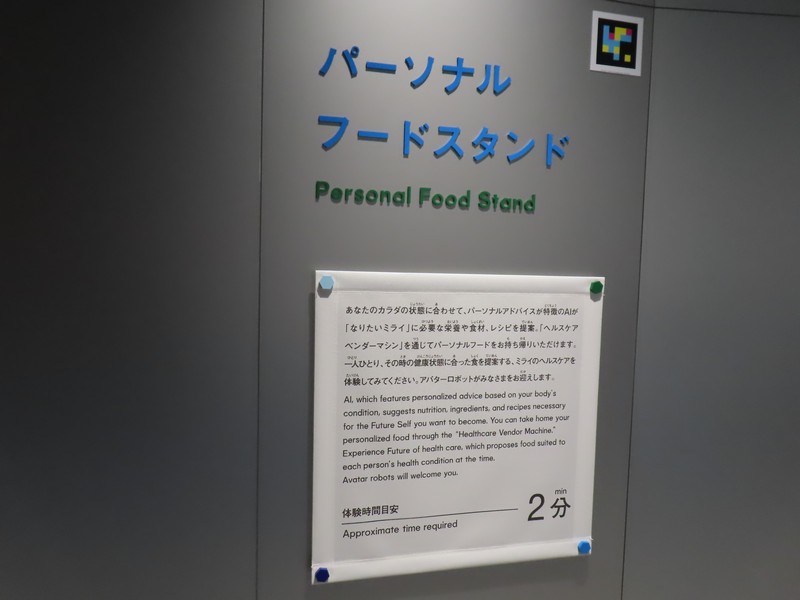 パーソナル
フードスタンド
Personal Food Stand
あなたのカラダの状態に合わせて、パーソナルアドバイスが特徴のAIが
「なりたいミライ」に必要な栄養や食材、レシピを提案。「ヘルスケア
ベンダーマシン」を通じてパーソナルフードをお持ち帰りいただけます。
一人ひとり、その時の健康状態に合った食を提案する、ミライのヘルスケアを
体験してみてください。アバターロボットがみなさまをお迎えします。
AI, which features personalized advice based on your body's
condition, suggests nutrition, ingredients, and recipes necessary
for the Future Self you want to become. You can take home your
personalized food through the "Healthcare Vendor Machine."
Experience Future of health care, which proposes food suited to
each person's health condition at the time.
Avatar robots will welcome you.
体験時間目安
Approximate time required
2分
min